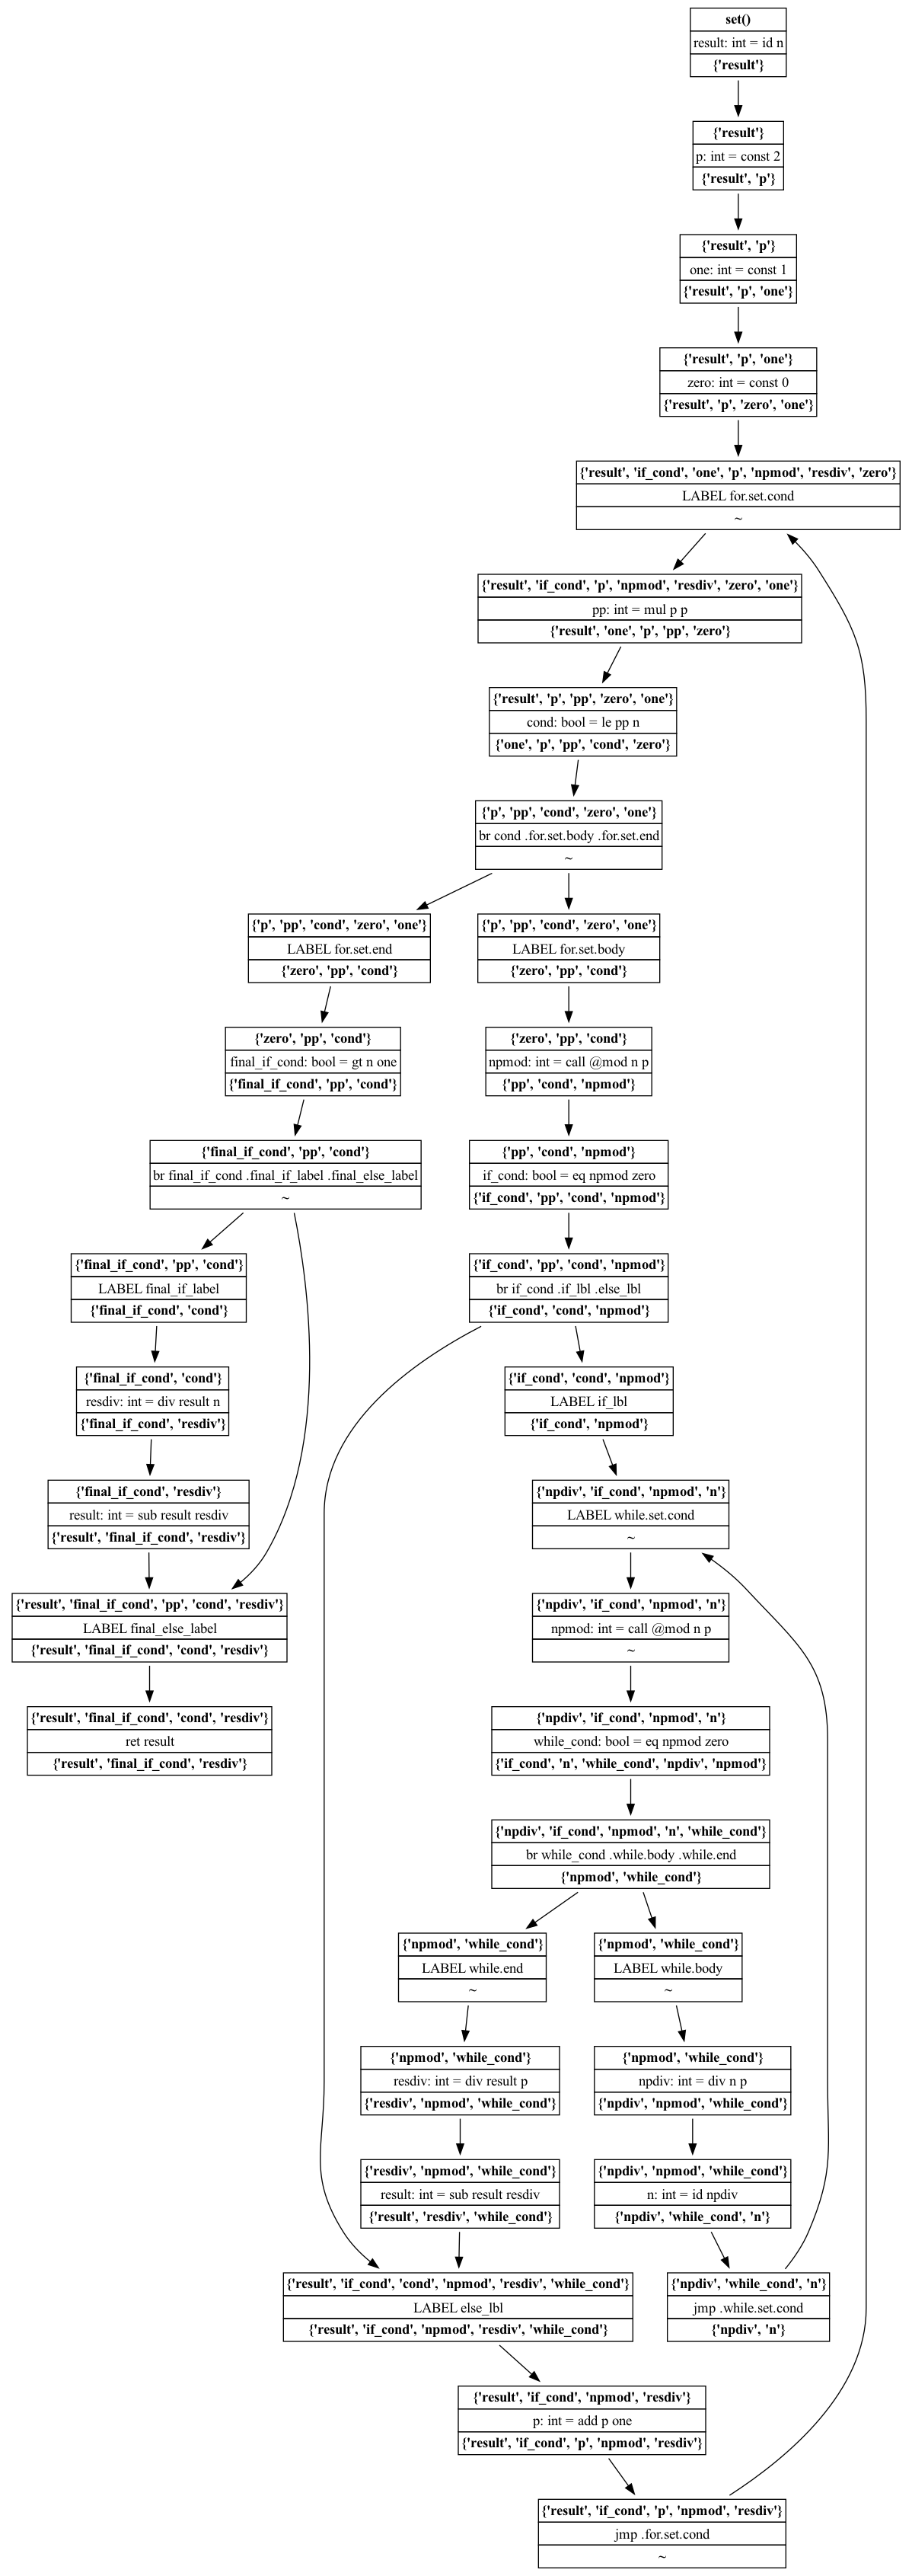 set()
result: int = id n
{'result'}
{'result'}
p: int = const 2
{'result', 'p'}
{'result', 'p'}
one: int = const 1
{'result', 'p', 'one'}
{'result', 'p', 'one'}
zero: int = const 0
{'result', 'p', 'zero', 'one'}
{'result', 'if_cond', 'one', 'p', 'npmod', 'resdiv', 'zero'}
LABEL for.set.cond
~
{'result', 'if_cond', 'p', 'npmod', 'resdiv', 'zero', 'one'}
pp: int = mul p p
{'result', 'one', 'p', 'pp', 'zero'}
{'result', 'p', 'pp', 'zero', 'one'}
cond: bool = le pp n
{'one', 'p', 'pp', 'cond', 'zero'}
{'p', 'pp', 'cond', 'zero', 'one'}
br cond .for.set.body .for.set.end
~
{'p', 'pp', 'cond', 'zero', 'one'}
LABEL for.set.end
{'zero', 'pp', 'cond'}
{'p', 'pp', 'cond', 'zero', 'one'}
LABEL for.set.body
{'zero', 'pp', 'cond'}
{'zero', 'pp', 'cond'}
final_if_cond: bool = gt n one
{'final_if_cond', 'pp', 'cond'}
{'zero', 'pp', 'cond'}
npmod: int = call @mod n p
{'pp', 'cond', 'npmod'}
{'final_if_cond', 'pp', 'cond'}
br final_if_cond .final_if_label .final_else_label
~
{'pp', 'cond', 'npmod'}
if_cond: bool = eq npmod zero
{'if_cond', 'pp', 'cond', 'npmod'}
{'final_if_cond', 'pp', 'cond'}
LABEL final_if_label
{'final_if_cond', 'cond'}
{'if_cond', 'pp', 'cond', 'npmod'}
br if_cond .if_lbl .else_lbl
{'if_cond', 'cond', 'npmod'}
{'final_if_cond', 'cond'}
resdiv: int = div result n
{'final_if_cond', 'resdiv'}
{'if_cond', 'cond', 'npmod'}
LABEL if_lbl
{'if_cond', 'npmod'}
{'final_if_cond', 'resdiv'}
result: int = sub result resdiv
{'result', 'final_if_cond', 'resdiv'}
{'npdiv', 'if_cond', 'npmod', 'n'}
LABEL while.set.cond
~
{'result', 'final_if_cond', 'pp', 'cond', 'resdiv'}
LABEL final_else_label
{'result', 'final_if_cond', 'cond', 'resdiv'}
{'npdiv', 'if_cond', 'npmod', 'n'}
npmod: int = call @mod n p
~
{'result', 'final_if_cond', 'cond', 'resdiv'}
ret result
{'result', 'final_if_cond', 'resdiv'}
{'npdiv', 'if_cond', 'npmod', 'n'}
while_cond: bool = eq npmod zero
{'if_cond', 'n', 'while_cond', 'npdiv', 'npmod'}
{'npdiv', 'if_cond', 'npmod', 'n', 'while_cond'}
br while_cond .while.body .while.end
{'npmod', 'while_cond'}
{'npmod', 'while_cond'}
LABEL while.end
~
{'npmod', 'while_cond'}
LABEL while.body
~
{'npmod', 'while_cond'}
resdiv: int = div result p
{'resdiv', 'npmod', 'while_cond'}
{'npmod', 'while_cond'}
npdiv: int = div n p
{'npdiv', 'npmod', 'while_cond'}
{'resdiv', 'npmod', 'while_cond'}
result: int = sub result resdiv
{'result', 'resdiv', 'while_cond'}
{'npdiv', 'npmod', 'while_cond'}
n: int = id npdiv
{'npdiv', 'while_cond', 'n'}
{'result', 'if_cond', 'cond', 'npmod', 'resdiv', 'while_cond'}
LABEL else_lbl
{'result', 'if_cond', 'npmod', 'resdiv', 'while_cond'}
{'npdiv', 'while_cond', 'n'}
jmp .while.set.cond
{'npdiv', 'n'}
{'result', 'if_cond', 'npmod', 'resdiv'}
p: int = add p one
{'result', 'if_cond', 'p', 'npmod', 'resdiv'}
{'result', 'if_cond', 'p', 'npmod', 'resdiv'}
jmp .for.set.cond
~